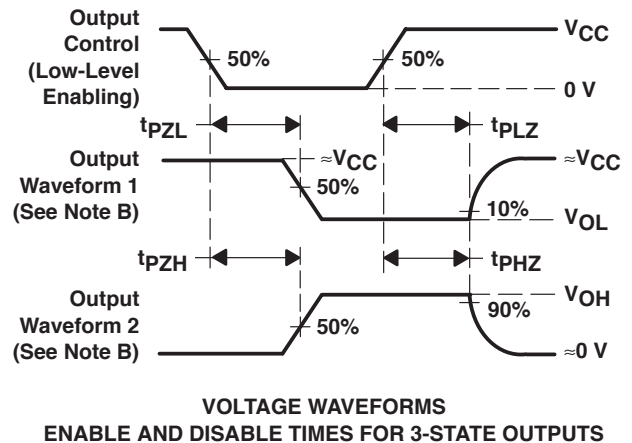 Output
Control
(Low-Level
Enabling)
50%
50%
VCC
0 V
tPZL
tPLZ
Output
Waveform 1
(See Note B)
≈VCC
50%
10%
≈VCC
VOL
tPZH
tPHZ
Output
Waveform 2
(See Note B)
50%
90%
VOH
≈0 V
VOLTAGE WAVEFORMS
ENABLE AND DISABLE TIMES FOR 3-STATE OUTPUTS